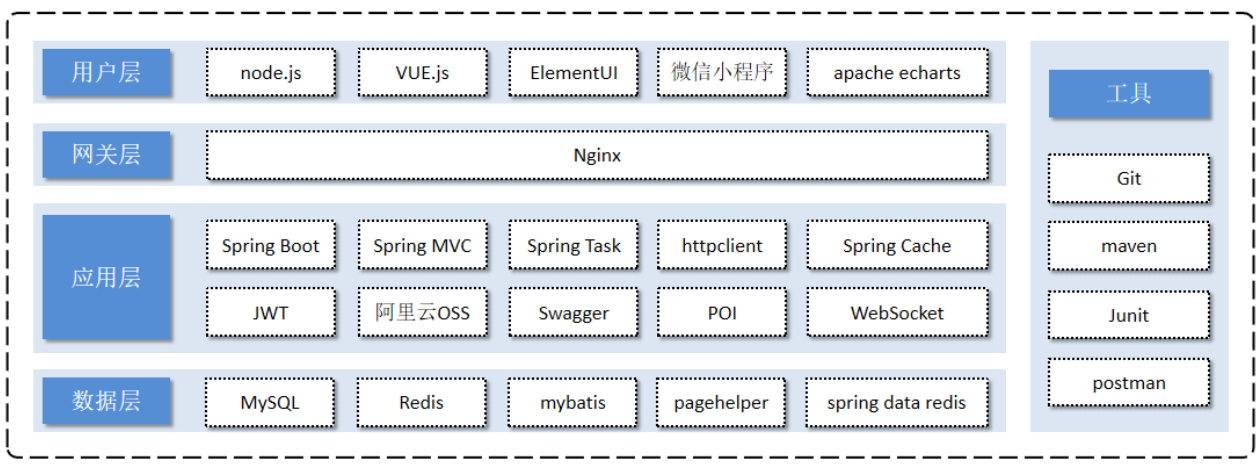 用户层
node.js
VUE.js
ElementUI
微信小程序
apache echarts
网关层
Nginx
应用层
Spring Boot
Spring MVC
Spring Task
httpclient
Spring Cache
JWT
阿里云OSS
Swagger
POI
WebSocket
数据层
MySQL
Redis
mybatis
pagehelper
spring data redis
工具
Git
maven
Junit
postman